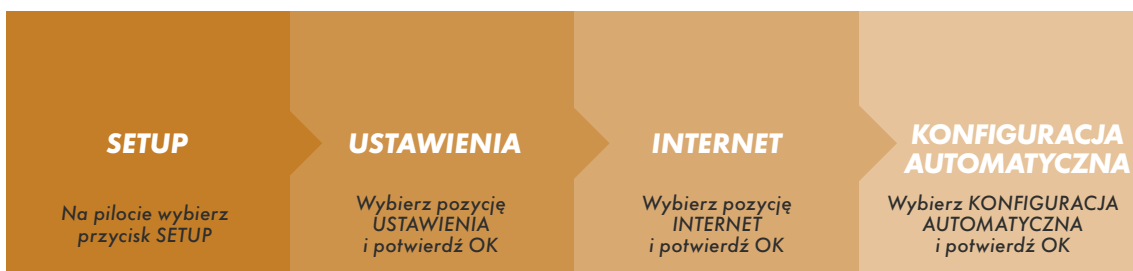 SETUP
Na pilocie wybierz
przycisk SETUP
USTAWIENIA
Wybierz pozycję
USTAWIENIA
i potwierdź OK
INTERNET
Wybierz pozycję
INTERNET
i potwierdź OK
KONFIGURACJA
AUTOMATYCZNA
Wybierz KONFIGURACJA
AUTOMATYCZNA
i potwierdź OK